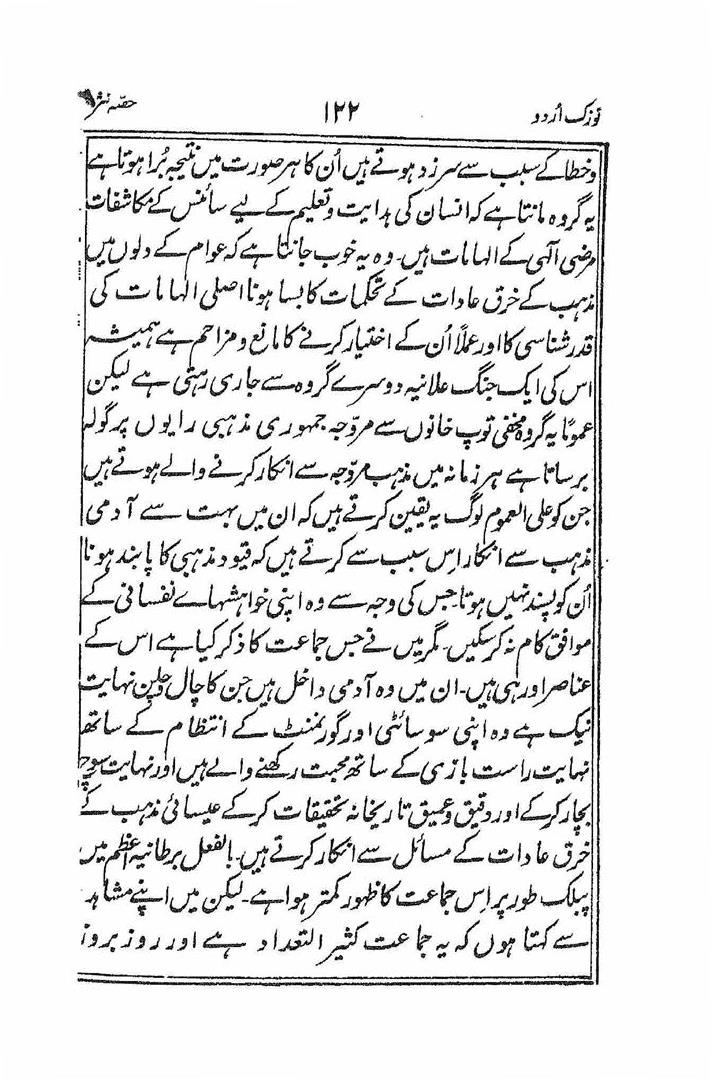 تُوزک اُردو ۱۲۲ حصّہ نثر
وخطا کے سبب سے سرزد ہوتے ہیں اُن کا ہر صورت میں نتیجہ بُرا ہوتا ہے
یہ گروہ مانتا ہے کہ انسان کی ہدایت و تعلیم کے لیے سائنس کے مکاشفات
مرضی الٰہی کے الہامات ہیں۔ وہ یہ خوب جانتا ہے کہ عوام کے دلوں میں
مذہب کے خرق عادات کے تحکمات کا بسا ہونا اصلی الہامات کی
قدر شناسی کا اور عملاً اُن کے اختیار کرنے کا مانع و مزاحم ہے ہمیشہ
اس کی ایک جنگ علانیہ دوسرے گروہ سے جاری رہتی ہے لیکن
عموماً یہ گروہ مخفی توپ خانوں سے مروّجہ جمہوری مذہبی رایوں پر گولہ
برساتا ہے ہر زمانہ میں مذہب مروّجہ سے انکار کرنے والے ہوتے ہیں
جن کو علی العموم لوگ یہ یقین کرتے ہیں کہ ان میں بہت سے آدمی
مذہب سے انکار اِس سبب سے کرتے ہیں کہ قیود مذہبی کا پابند ہونا
اُن کو پسند نہیں ہوتا۔ جس کی وجہ سے وہ اپنی خواہشہاے نفسانی کے
موافق کام نہ کر سکیں۔ مگر میں نے جس جماعت کا ذکر کیا ہے اس کے
عناصر اور ہی ہیں۔ ان میں وہ آدمی داخل ہیں جن کا چال و چلن نہایت
نیک ہے وہ اپنی سوسائٹی اور گورنمنٹ کے انتظام کے ساتھ
نہایت راست بازی کے ساتھ محبت رکھنے والے ہیں اور نہایت سوچ
بچار کر کے اور دقیق و عمیق تاریخانہ تحقیقات کر کے عیسائی مذہب کے
خرق عادات کے مسائل سے انکار کرتے ہیں۔ بالفعل برطانیہ اعظم میں
پبلک طور پر اِس جماعت کا ظہور کمتر ہوا ہے۔ لیکن میں اپنے مشاہد
سے کہتا ہوں کہ یہ جماعت کثیر التعداد ہے اور روز بروز